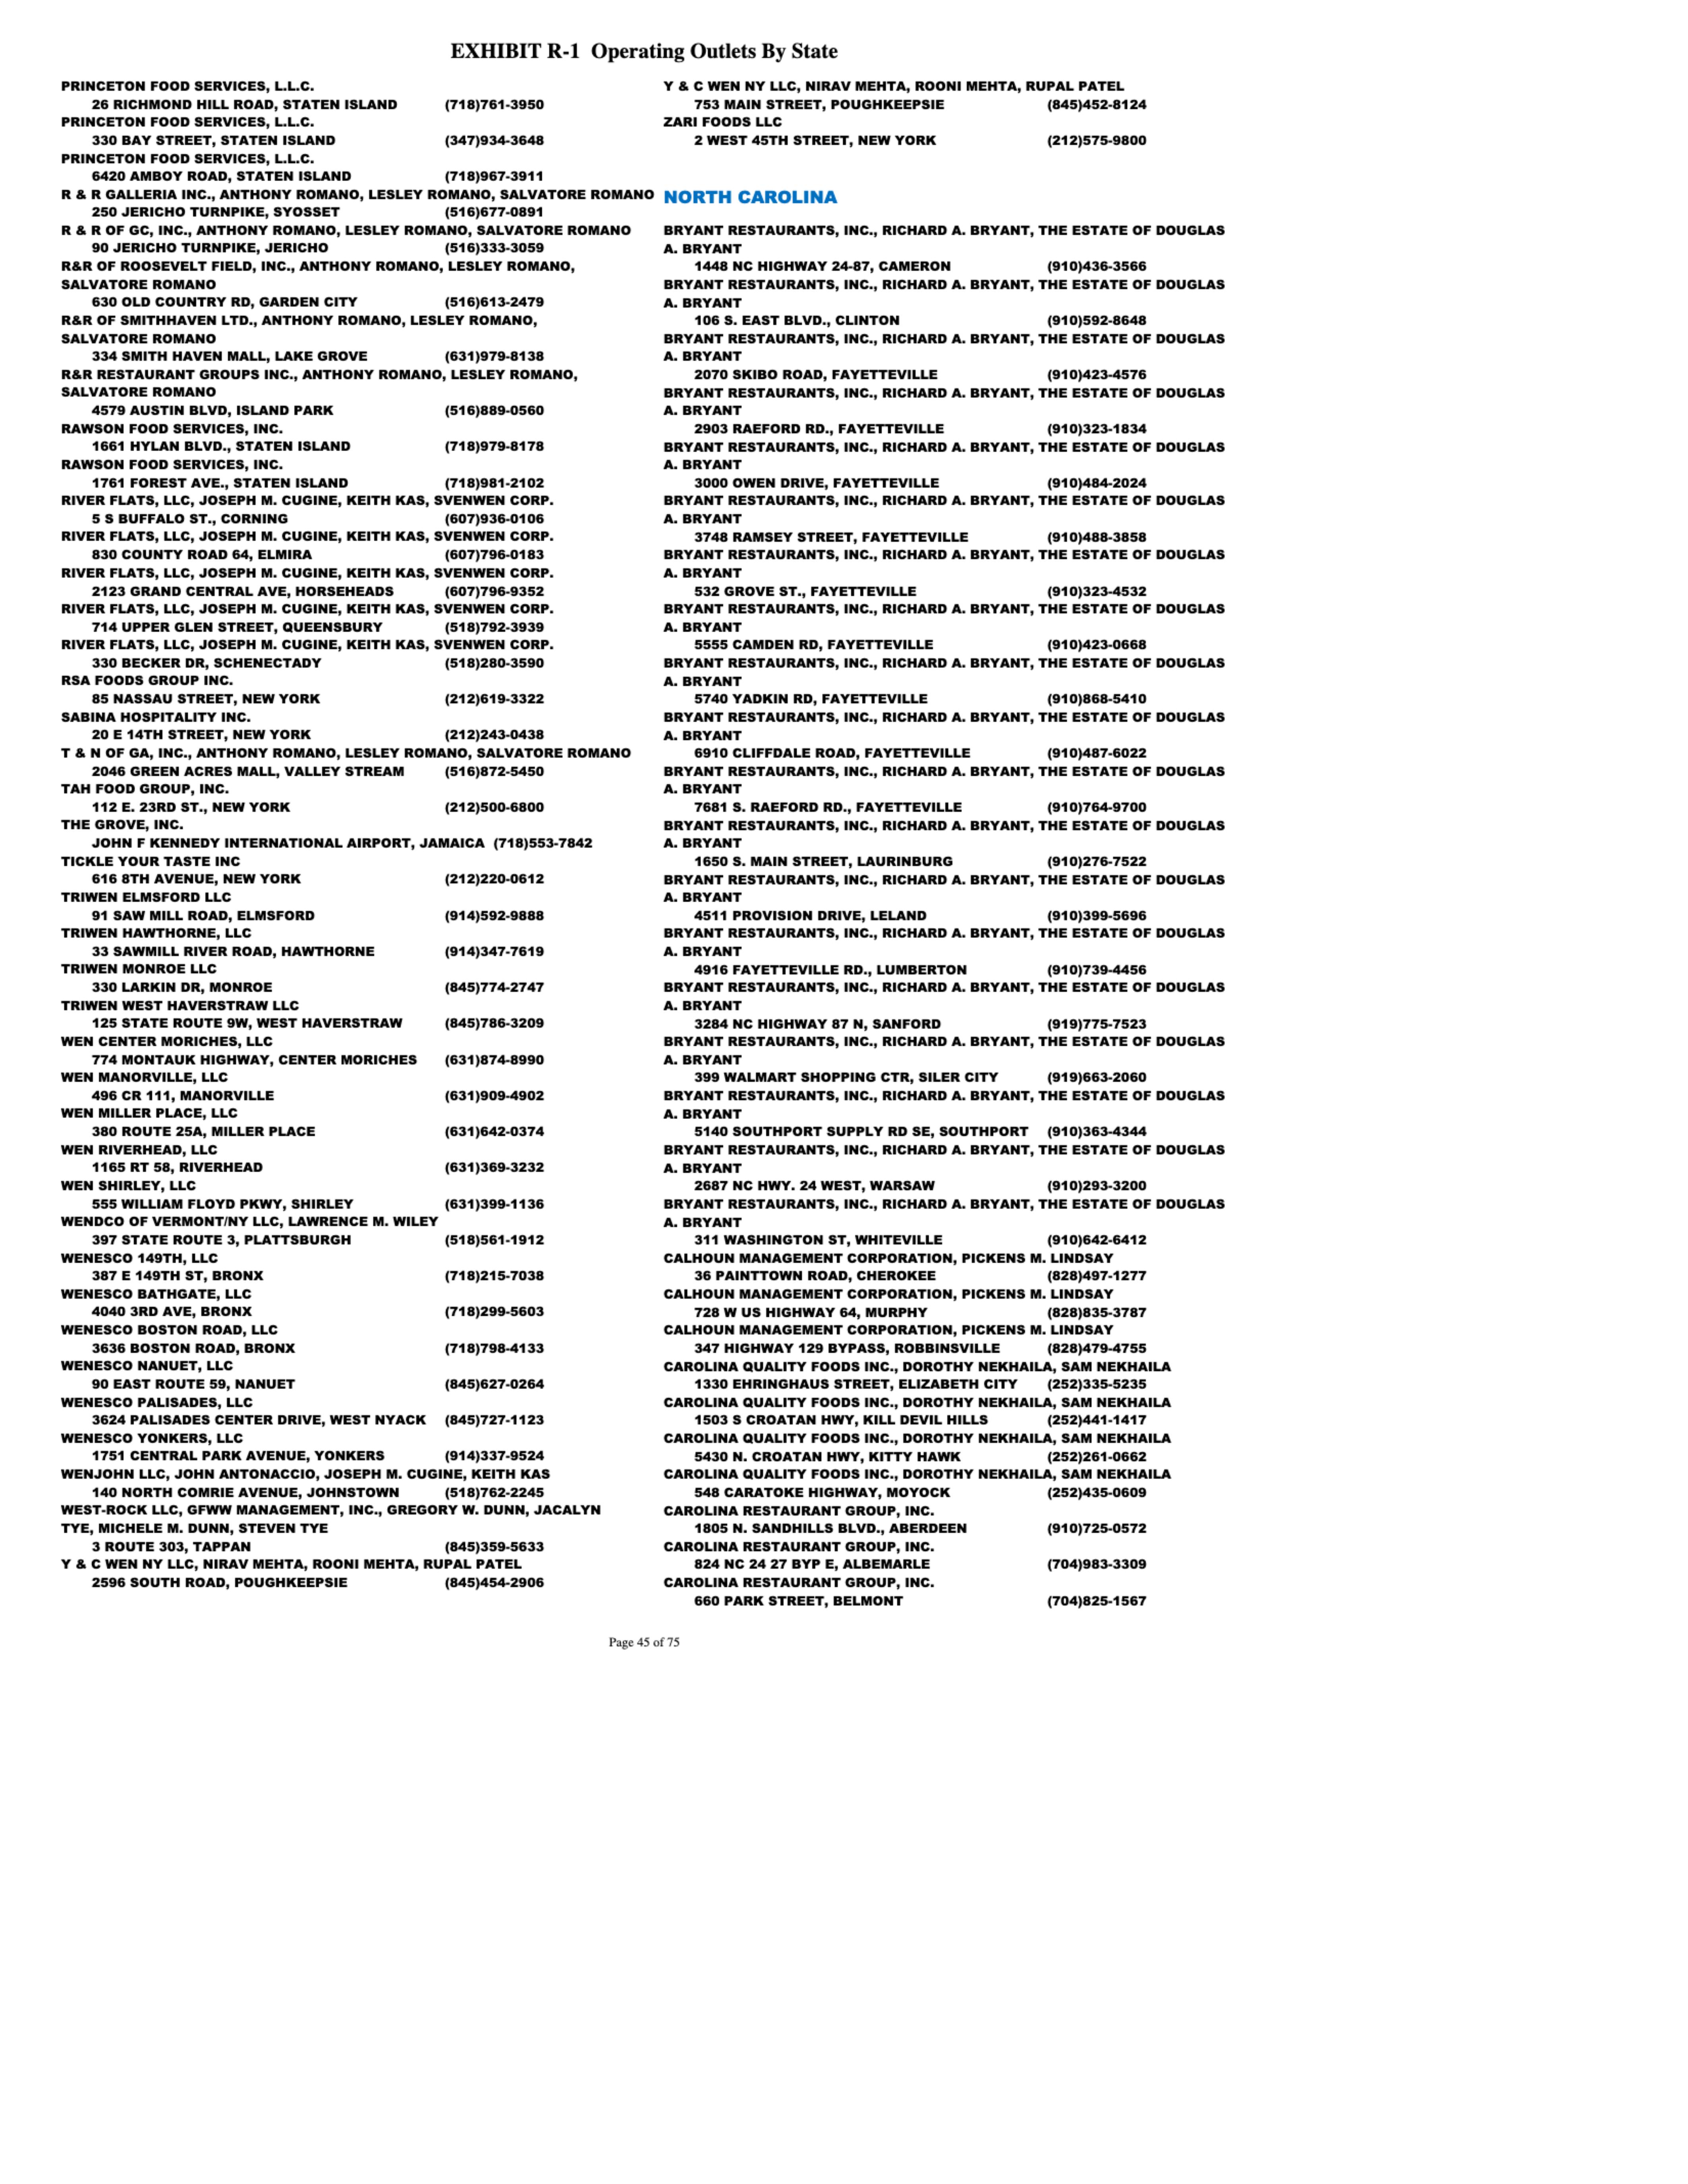 EXHIBIT R-1 Operating Outlets By State
PRINCETON FOOD SERVICES, L.L.C.
26 RICHMOND HILL ROAD, STATEN ISLAND (718)761-3950
PRINCETON FOOD SERVICES, L.L.C.
330 BAY STREET, STATEN ISLAND (347)934-3648
PRINCETON FOOD SERVICES, L.L.C.
6420 AMBOY ROAD, STATEN ISLAND (718)967-3911
R & R GALLERIA INC., ANTHONY ROMANO, LESLEY ROMANO, SALVATORE ROMANO
250 JERICHO TURNPIKE, SYOSSET (516)677-0891
R & R OF GC, INC., ANTHONY ROMANO, LESLEY ROMANO, SALVATORE ROMANO
90 JERICHO TURNPIKE, JERICHO (516)333-3059
R&R OF ROOSEVELT FIELD, INC., ANTHONY ROMANO, LESLEY ROMANO,
SALVATORE ROMANO
630 OLD COUNTRY RD, GARDEN CITY (516)613-2479
R&R OF SMITHHAVEN LTD., ANTHONY ROMANO, LESLEY ROMANO,
SALVATORE ROMANO
334 SMITH HAVEN MALL, LAKE GROVE (631)979-8138
R&R RESTAURANT GROUPS INC., ANTHONY ROMANO, LESLEY ROMANO,
SALVATORE ROMANO
4579 AUSTIN BLVD, ISLAND PARK (516)889-0560
RAWSON FOOD SERVICES, INC.
1661 HYLAN BLVD., STATEN ISLAND (718)979-8178
RAWSON FOOD SERVICES, INC.
1761 FOREST AVE., STATEN ISLAND (718)981-2102
RIVER FLATS, LLC, JOSEPH M. CUGINE, KEITH KAS, SVENWEN CORP.
5 S BUFFALO ST., CORNING (607)936-0106
RIVER FLATS, LLC, JOSEPH M. CUGINE, KEITH KAS, SVENWEN CORP.
830 COUNTY ROAD 64, ELMIRA (607)796-0183
RIVER FLATS, LLC, JOSEPH M. CUGINE, KEITH KAS, SVENWEN CORP.
2123 GRAND CENTRAL AVE, HORSEHEADS (607)796-9352
RIVER FLATS, LLC, JOSEPH M. CUGINE, KEITH KAS, SVENWEN CORP.
714 UPPER GLEN STREET, QUEENSBURY (518)792-3939
RIVER FLATS, LLC, JOSEPH M. CUGINE, KEITH KAS, SVENWEN CORP.
330 BECKER DR, SCHENECTADY (518)280-3590
RSA FOODS GROUP INC.
85 NASSAU STREET, NEW YORK (212)619-3322
SABINA HOSPITALITY INC.
20 E 14TH STREET, NEW YORK (212)243-0438
T & N OF GA, INC., ANTHONY ROMANO, LESLEY ROMANO, SALVATORE ROMANO
2046 GREEN ACRES MALL, VALLEY STREAM (516)872-5450
TAH FOOD GROUP, INC.
112 E. 23RD ST., NEW YORK (212)500-6800
THE GROVE, INC.
JOHN F KENNEDY INTERNATIONAL AIRPORT, JAMAICA (718)553-7842
TICKLE YOUR TASTE INC
616 8TH AVENUE, NEW YORK (212)220-0612
TRIWEN ELMSFORD LLC
91 SAW MILL ROAD, ELMSFORD (914)592-9888
TRIWEN HAWTHORNE, LLC
33 SAWMILL RIVER ROAD, HAWTHORNE (914)347-7619
TRIWEN MONROE LLC
330 LARKIN DR, MONROE (845)774-2747
TRIWEN WEST HAVERSTRAW LLC
125 STATE ROUTE 9W, WEST HAVERSTRAW (845)786-3209
WEN CENTER MORICHES, LLC
774 MONTAUK HIGHWAY, CENTER MORICHES (631)874-8990
WEN MANORVILLE, LLC
496 CR 111, MANORVILLE (631)909-4902
WEN MILLER PLACE, LLC
380 ROUTE 25A, MILLER PLACE (631)642-0374
WEN RIVERHEAD, LLC
1165 RT 58, RIVERHEAD (631)369-3232
WEN SHIRLEY, LLC
555 WILLIAM FLOYD PKWY, SHIRLEY (631)399-1136
WENDCO OF VERMONT/NY LLC, LAWRENCE M. WILEY
397 STATE ROUTE 3, PLATTSBURGH (518)561-1912
WENESCO 149TH, LLC
387 E 149TH ST, BRONX (718)215-7038
WENESCO BATHGATE, LLC
4040 3RD AVE, BRONX (718)299-5603
WENESCO BOSTON ROAD, LLC
3636 BOSTON ROAD, BRONX (718)798-4133
WENESCO NANUET, LLC
90 EAST ROUTE 59, NANUET (845)627-0264
WENESCO PALISADES, LLC
3624 PALISADES CENTER DRIVE, WEST NYACK (845)727-1123
WENESCO YONKERS, LLC
1751 CENTRAL PARK AVENUE, YONKERS (914)337-9524
WENJOHN LLC, JOHN ANTONACCIO, JOSEPH M. CUGINE, KEITH KAS
140 NORTH COMRIE AVENUE, JOHNSTOWN (518)762-2245
WEST-ROCK LLC, GFWW MANAGEMENT, INC., GREGORY W. DUNN, JACALYN
TYE, MICHELE M. DUNN, STEVEN TYE
3 ROUTE 303, TAPPAN (845)359-5633
Y & C WEN NY LLC, NIRAV MEHTA, ROONI MEHTA, RUPAL PATEL
2596 SOUTH ROAD, POUGHKEEPSIE (845)454-2906
Y & C WEN NY LLC, NIRAV MEHTA, ROONI MEHTA, RUPAL PATEL
753 MAIN STREET, POUGHKEEPSIE (845)452-8124
ZARI FOODS LLC
2 WEST 45TH STREET, NEW YORK (212)575-9800
NORTH CAROLINA
BRYANT RESTAURANTS, INC., RICHARD A. BRYANT, THE ESTATE OF DOUGLAS
A. BRYANT
1448 NC HIGHWAY 24-87, CAMERON (910)436-3566
BRYANT RESTAURANTS, INC., RICHARD A. BRYANT, THE ESTATE OF DOUGLAS
A. BRYANT
106 S. EAST BLVD., CLINTON (910)592-8648
BRYANT RESTAURANTS, INC., RICHARD A. BRYANT, THE ESTATE OF DOUGLAS
A. BRYANT
2070 SKIBO ROAD, FAYETTEVILLE (910)423-4576
BRYANT RESTAURANTS, INC., RICHARD A. BRYANT, THE ESTATE OF DOUGLAS
A. BRYANT
2903 RAEFORD RD., FAYETTEVILLE (910)323-1834
BRYANT RESTAURANTS, INC., RICHARD A. BRYANT, THE ESTATE OF DOUGLAS
A. BRYANT
3000 OWEN DRIVE, FAYETTEVILLE (910)484-2024
BRYANT RESTAURANTS, INC., RICHARD A. BRYANT, THE ESTATE OF DOUGLAS
A. BRYANT
3748 RAMSEY STREET, FAYETTEVILLE (910)488-3858
BRYANT RESTAURANTS, INC., RICHARD A. BRYANT, THE ESTATE OF DOUGLAS
A. BRYANT
532 GROVE ST., FAYETTEVILLE (910)323-4532
BRYANT RESTAURANTS, INC., RICHARD A. BRYANT, THE ESTATE OF DOUGLAS
A. BRYANT
5555 CAMDEN RD, FAYETTEVILLE (910)423-0668
BRYANT RESTAURANTS, INC., RICHARD A. BRYANT, THE ESTATE OF DOUGLAS
A. BRYANT
5740 YADKIN RD, FAYETTEVILLE (910)868-5410
BRYANT RESTAURANTS, INC., RICHARD A. BRYANT, THE ESTATE OF DOUGLAS
A. BRYANT
6910 CLIFFDALE ROAD, FAYETTEVILLE (910)487-6022
BRYANT RESTAURANTS, INC., RICHARD A. BRYANT, THE ESTATE OF DOUGLAS
A. BRYANT
7681 S. RAEFORD RD., FAYETTEVILLE (910)764-9700
BRYANT RESTAURANTS, INC., RICHARD A. BRYANT, THE ESTATE OF DOUGLAS
A. BRYANT
1650 S. MAIN STREET, LAURINBURG (910)276-7522
BRYANT RESTAURANTS, INC., RICHARD A. BRYANT, THE ESTATE OF DOUGLAS
A. BRYANT
4511 PROVISION DRIVE, LELAND (910)399-5696
BRYANT RESTAURANTS, INC., RICHARD A. BRYANT, THE ESTATE OF DOUGLAS
A. BRYANT
4916 FAYETTEVILLE RD., LUMBERTON (910)739-4456
BRYANT RESTAURANTS, INC., RICHARD A. BRYANT, THE ESTATE OF DOUGLAS
A. BRYANT
3284 NC HIGHWAY 87 N, SANFORD (919)775-7523
BRYANT RESTAURANTS, INC., RICHARD A. BRYANT, THE ESTATE OF DOUGLAS
A. BRYANT
399 WALMART SHOPPING CTR, SILER CITY (919)663-2060
BRYANT RESTAURANTS, INC., RICHARD A. BRYANT, THE ESTATE OF DOUGLAS
A. BRYANT
5140 SOUTHPORT SUPPLY RD SE, SOUTHPORT (910)363-4344
BRYANT RESTAURANTS, INC., RICHARD A. BRYANT, THE ESTATE OF DOUGLAS
A. BRYANT
2687 NC HWY. 24 WEST, WARSAW (910)293-3200
BRYANT RESTAURANTS, INC., RICHARD A. BRYANT, THE ESTATE OF DOUGLAS
A. BRYANT
311 WASHINGTON ST, WHITEVILLE (910)642-6412
CALHOUN MANAGEMENT CORPORATION, PICKENS M. LINDSAY
36 PAINTTOWN ROAD, CHEROKEE (828)497-1277
CALHOUN MANAGEMENT CORPORATION, PICKENS M. LINDSAY
728 W US HIGHWAY 64, MURPHY (828)835-3787
CALHOUN MANAGEMENT CORPORATION, PICKENS M. LINDSAY
347 HIGHWAY 129 BYPASS, ROBBINSVILLE (828)479-4755
CAROLINA QUALITY FOODS INC., DOROTHY NEKHAILA, SAM NEKHAILA
1330 EHRINGHAUS STREET, ELIZABETH CITY (252)335-5235
CAROLINA QUALITY FOODS INC., DOROTHY NEKHAILA, SAM NEKHAILA
1503 S CROATAN HWY, KILL DEVIL HILLS (252)441-1417
CAROLINA QUALITY FOODS INC., DOROTHY NEKHAILA, SAM NEKHAILA
5430 N. CROATAN HWY, KITTY HAWK (252)261-0662
CAROLINA QUALITY FOODS INC., DOROTHY NEKHAILA, SAM NEKHAILA
548 CARATOKE HIGHWAY, MOYOCK (252)435-0609
CAROLINA RESTAURANT GROUP, INC.
1805 N. SANDHILLS BLVD., ABERDEEN (910)725-0572
CAROLINA RESTAURANT GROUP, INC.
824 NC 24 27 BYP E, ALBEMARLE (704)983-3309
CAROLINA RESTAURANT GROUP, INC.
660 PARK STREET, BELMONT (704)825-1567
Page 45 of 75